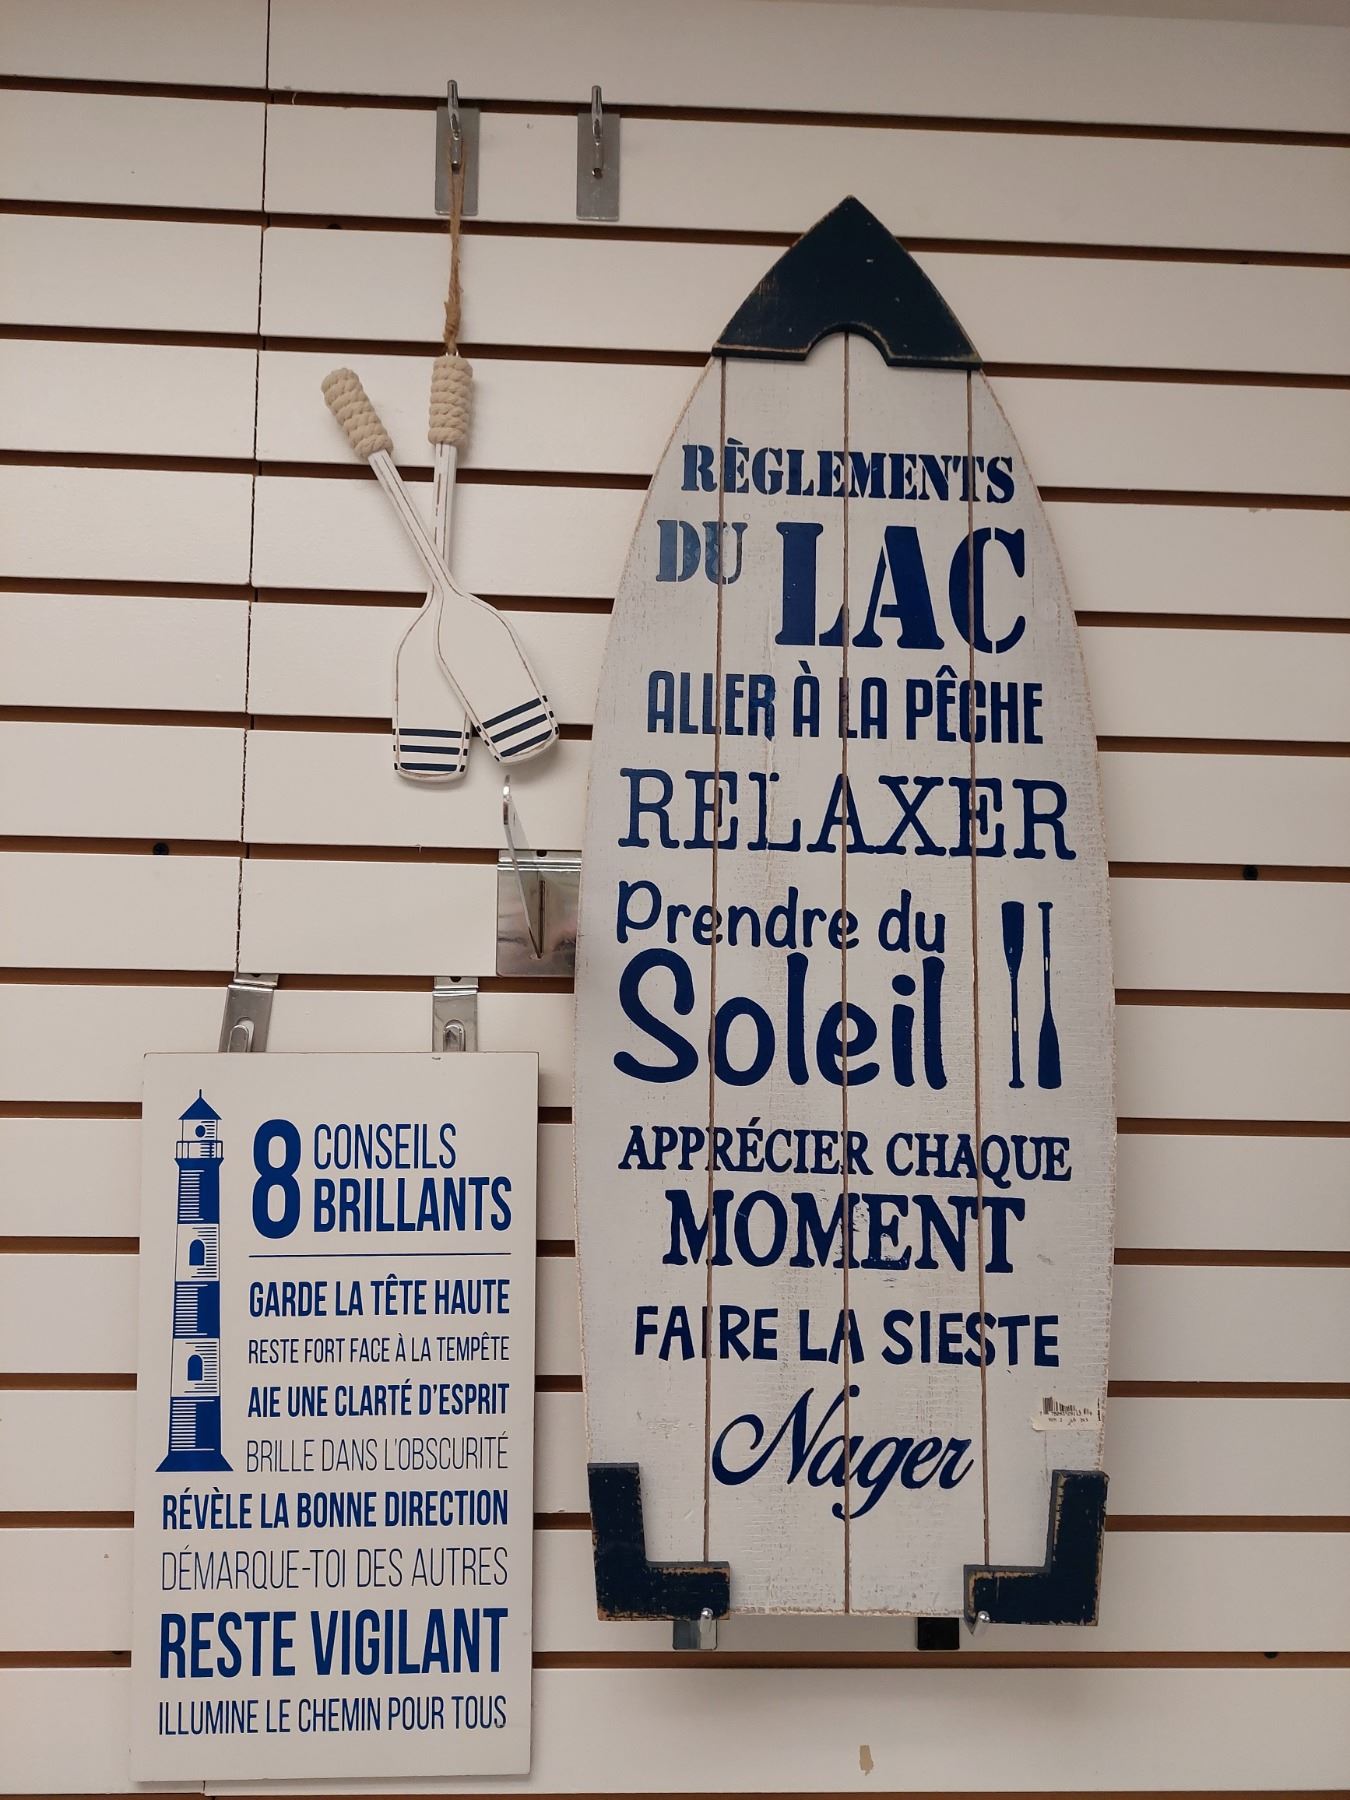 RÈGLEMENTS
DU LAC
ALLER À LA PÊCHE
RELAXER
Prendre du
Soleil
APPRÉCIER CHAQUE
MOMENT
FAIRE LA SIESTE
Nager
8 CONSEILS
BRILLANTS
GARDE LA TÊTE HAUTE
RESTE FORT FACE À LA TEMPÊTE
AIE UNE CLARTÉ D'ESPRIT
BRILLE DANS L'OBSCURITÉ
RÉVÈLE LA BONNE DIRECTION
DÉMARQUE-TOI DES AUTRES
RESTE VIGILANT
ILLUMINE LE CHEMIN POUR TOUS